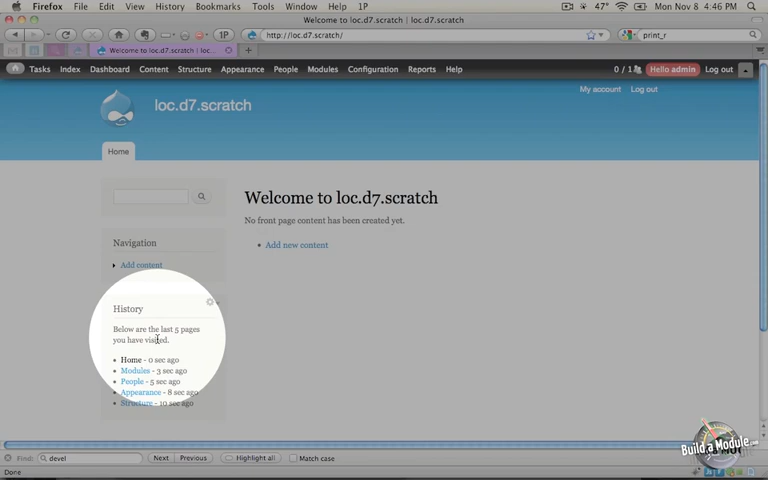 Firefox File Edit View History Bookmarks Tools Window Help 1P 47° Mon Nov 8 4:46 PM
Welcome to loc.d7.scratch | loc.d7.scratch
1P http://loc.d7.scratch/ print_r
Welcome to loc.d7.scratch | loc....
Tasks Index Dashboard Content Structure Appearance People Modules Configuration Reports Help 0 / 1 Hello admin Log out
My account Log out
loc.d7.scratch
Home
Welcome to loc.d7.scratch
No front page content has been created yet.
Add new content
Navigation
Add content
History
Below are the last 5 pages
you have visited.
Home - 0 sec ago
Modules - 3 sec ago
People - 5 sec ago
Appearance - 8 sec ago
Structure - 10 sec ago
Build a Module.com
Find: devel Next Previous Highlight all Match case
Done